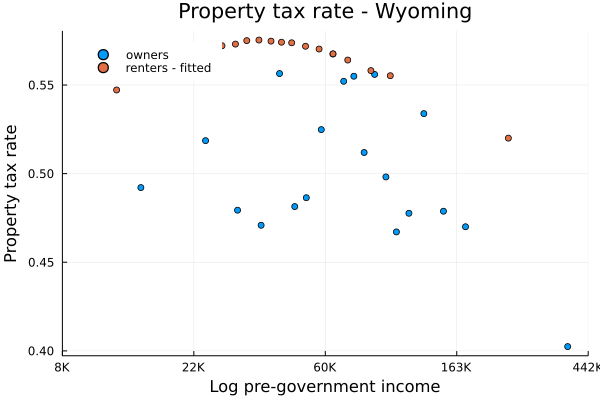 Property tax rate - Wyoming
owners
renters - fitted
Property tax rate
0.55
0.50
0.45
0.40
8K
22K
60K
163K
442K
Log pre-government income